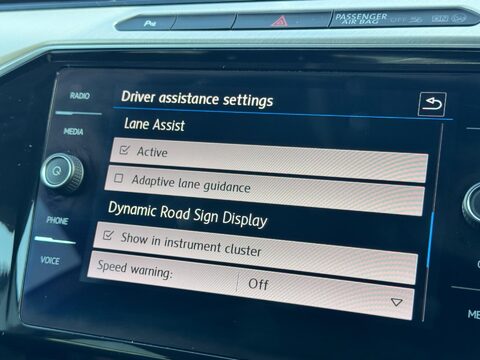 PASSENGER
AIR BAG OFF
RADIO
Driver assistance settings
Lane Assist
MEDIA
Active
Adaptive lane guidance
Dynamic Road Sign Display
PHONE
Show in instrument cluster
VOICE
Speed warning: Off